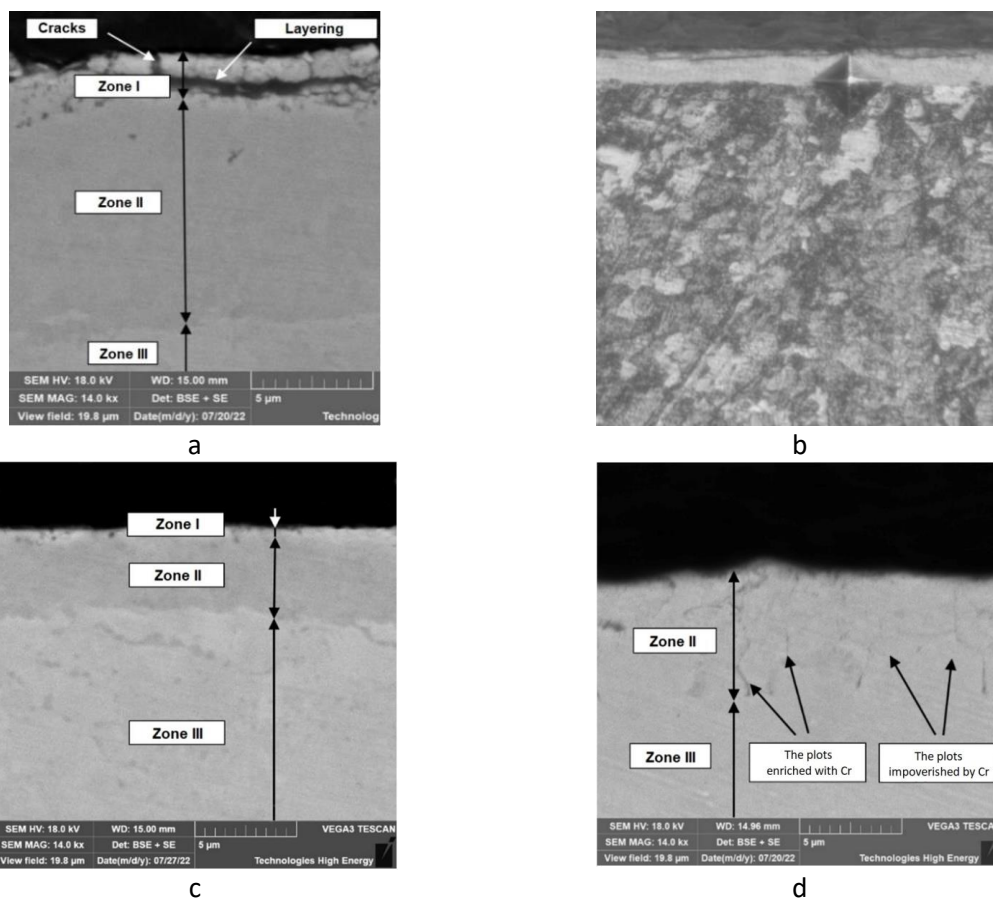 Cracks
Layering
Zone I
Zone II
Zone III
SEM HV: 18.0 kV WD: 15.00 mm
SEM MAG: 14.0 kx Det: BSE + SE 5 µm
View field: 19.8 µm Date(m/d/y): 07/20/22 Technolog
a
b
Zone I
Zone II
Zone III
SEM HV: 18.0 kV WD: 15.00 mm VEGA3 TESCAN
SEM MAG: 14.0 kx Det: BSE + SE 5 µm
View field: 19.8 µm Date(m/d/y): 07/27/22 Technologies High Energy
c
Zone II
Zone III
The plots
enriched with Cr
The plots
impoverished by Cr
SEM HV: 18.0 kV WD: 14.96 mm VEGA3 TESCA
SEM MAG: 14.0 kx Det: BSE + SE 5 µm
View field: 19.8 µm Date(m/d/y): 07/20/22 Technologies High Energy
d